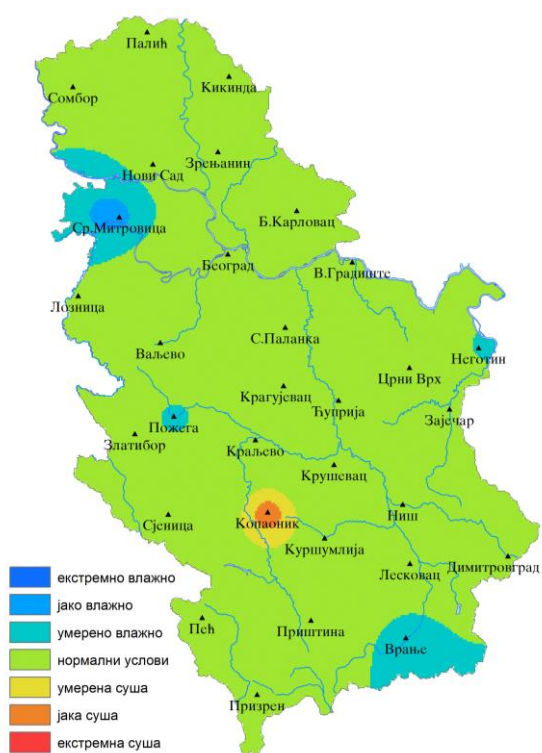 Палић
Кикинда
Сомбор
Зрењанин
Нови Сад
Ср.Митровица
Б.Карловац
Београд
В.Градиште
Лозница
С.Паланка
Ваљево
Неготин
Црни Врх
Крагујевац
Ћуприја
Зајечар
Пожега
Златибор
Краљево
Крушевац
Копаоник
Ниш
Сјеница
Куршумлија
Димитровград
Лесковац
Пећ
Приштина
Врање
Призрен
екстремно влажно
јако влажно
умерено влажно
нормални услови
умерена суша
јака суша
екстремна суша